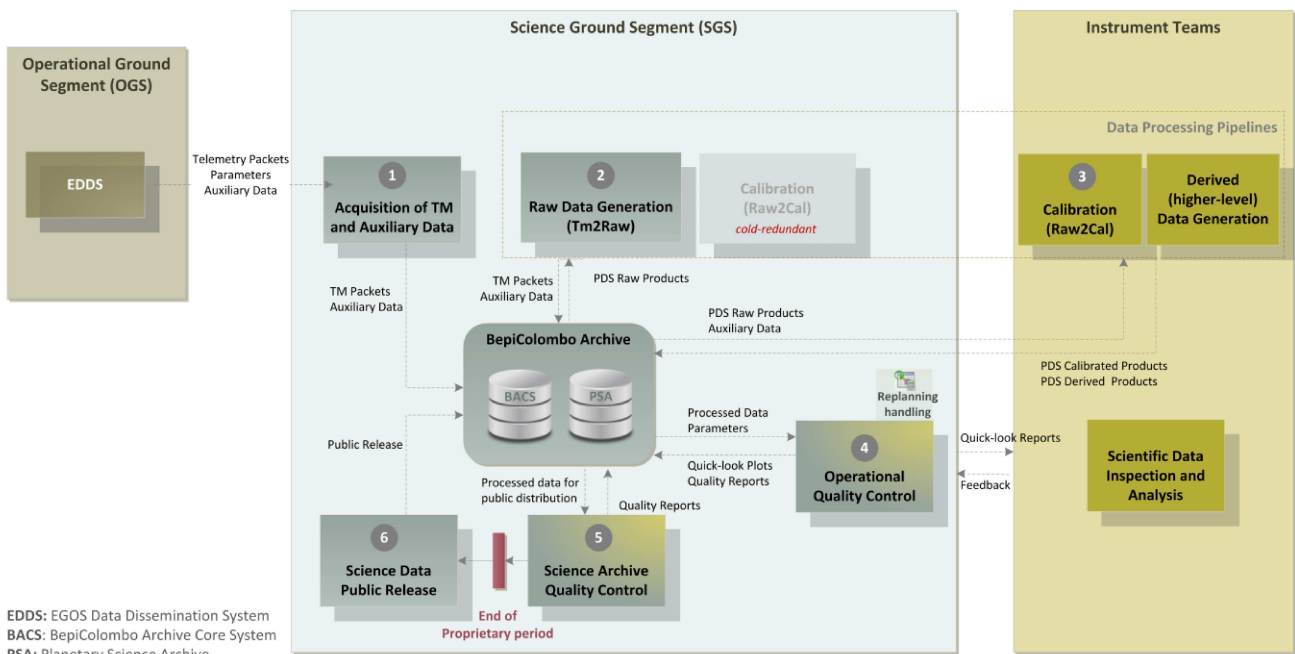 Science Ground Segment (SGS)
Instrument Teams
Operational Ground
Segment (OGS)
EDDS
Telemetry Packets
Parameters
Auxiliary Data
1
Acquisition of TM
and Auxiliary Data
2
Raw Data Generation
(Tm2Raw)
Calibration
(Raw2Cal)
cold-redundant
Data Processing Pipelines
3
Calibration
(Raw2Cal)
Derived
(higher-level)
Data Generation
TM Packets
Auxiliary Data
TM Packets
Auxiliary Data
PDS Raw Products
PDS Raw Products
Auxiliary Data
PDS Calibrated Products
PDS Derived Products
BepiColombo Archive
BACS
PSA
Replanning
handling
Processed Data
Parameters
Quick-look Plots
Quality Reports
4
Operational
Quality Control
Quick-look Reports
Feedback
Scientific Data
Inspection and
Analysis
Public Release
Processed data for
public distribution
Quality Reports
6
Science Data
Public Release
5
Science Archive
Quality Control
End of
Proprietary period
EDDS: EGOS Data Dissemination System
BACS: BepiColombo Archive Core System
PSA: Planetary Science Archive